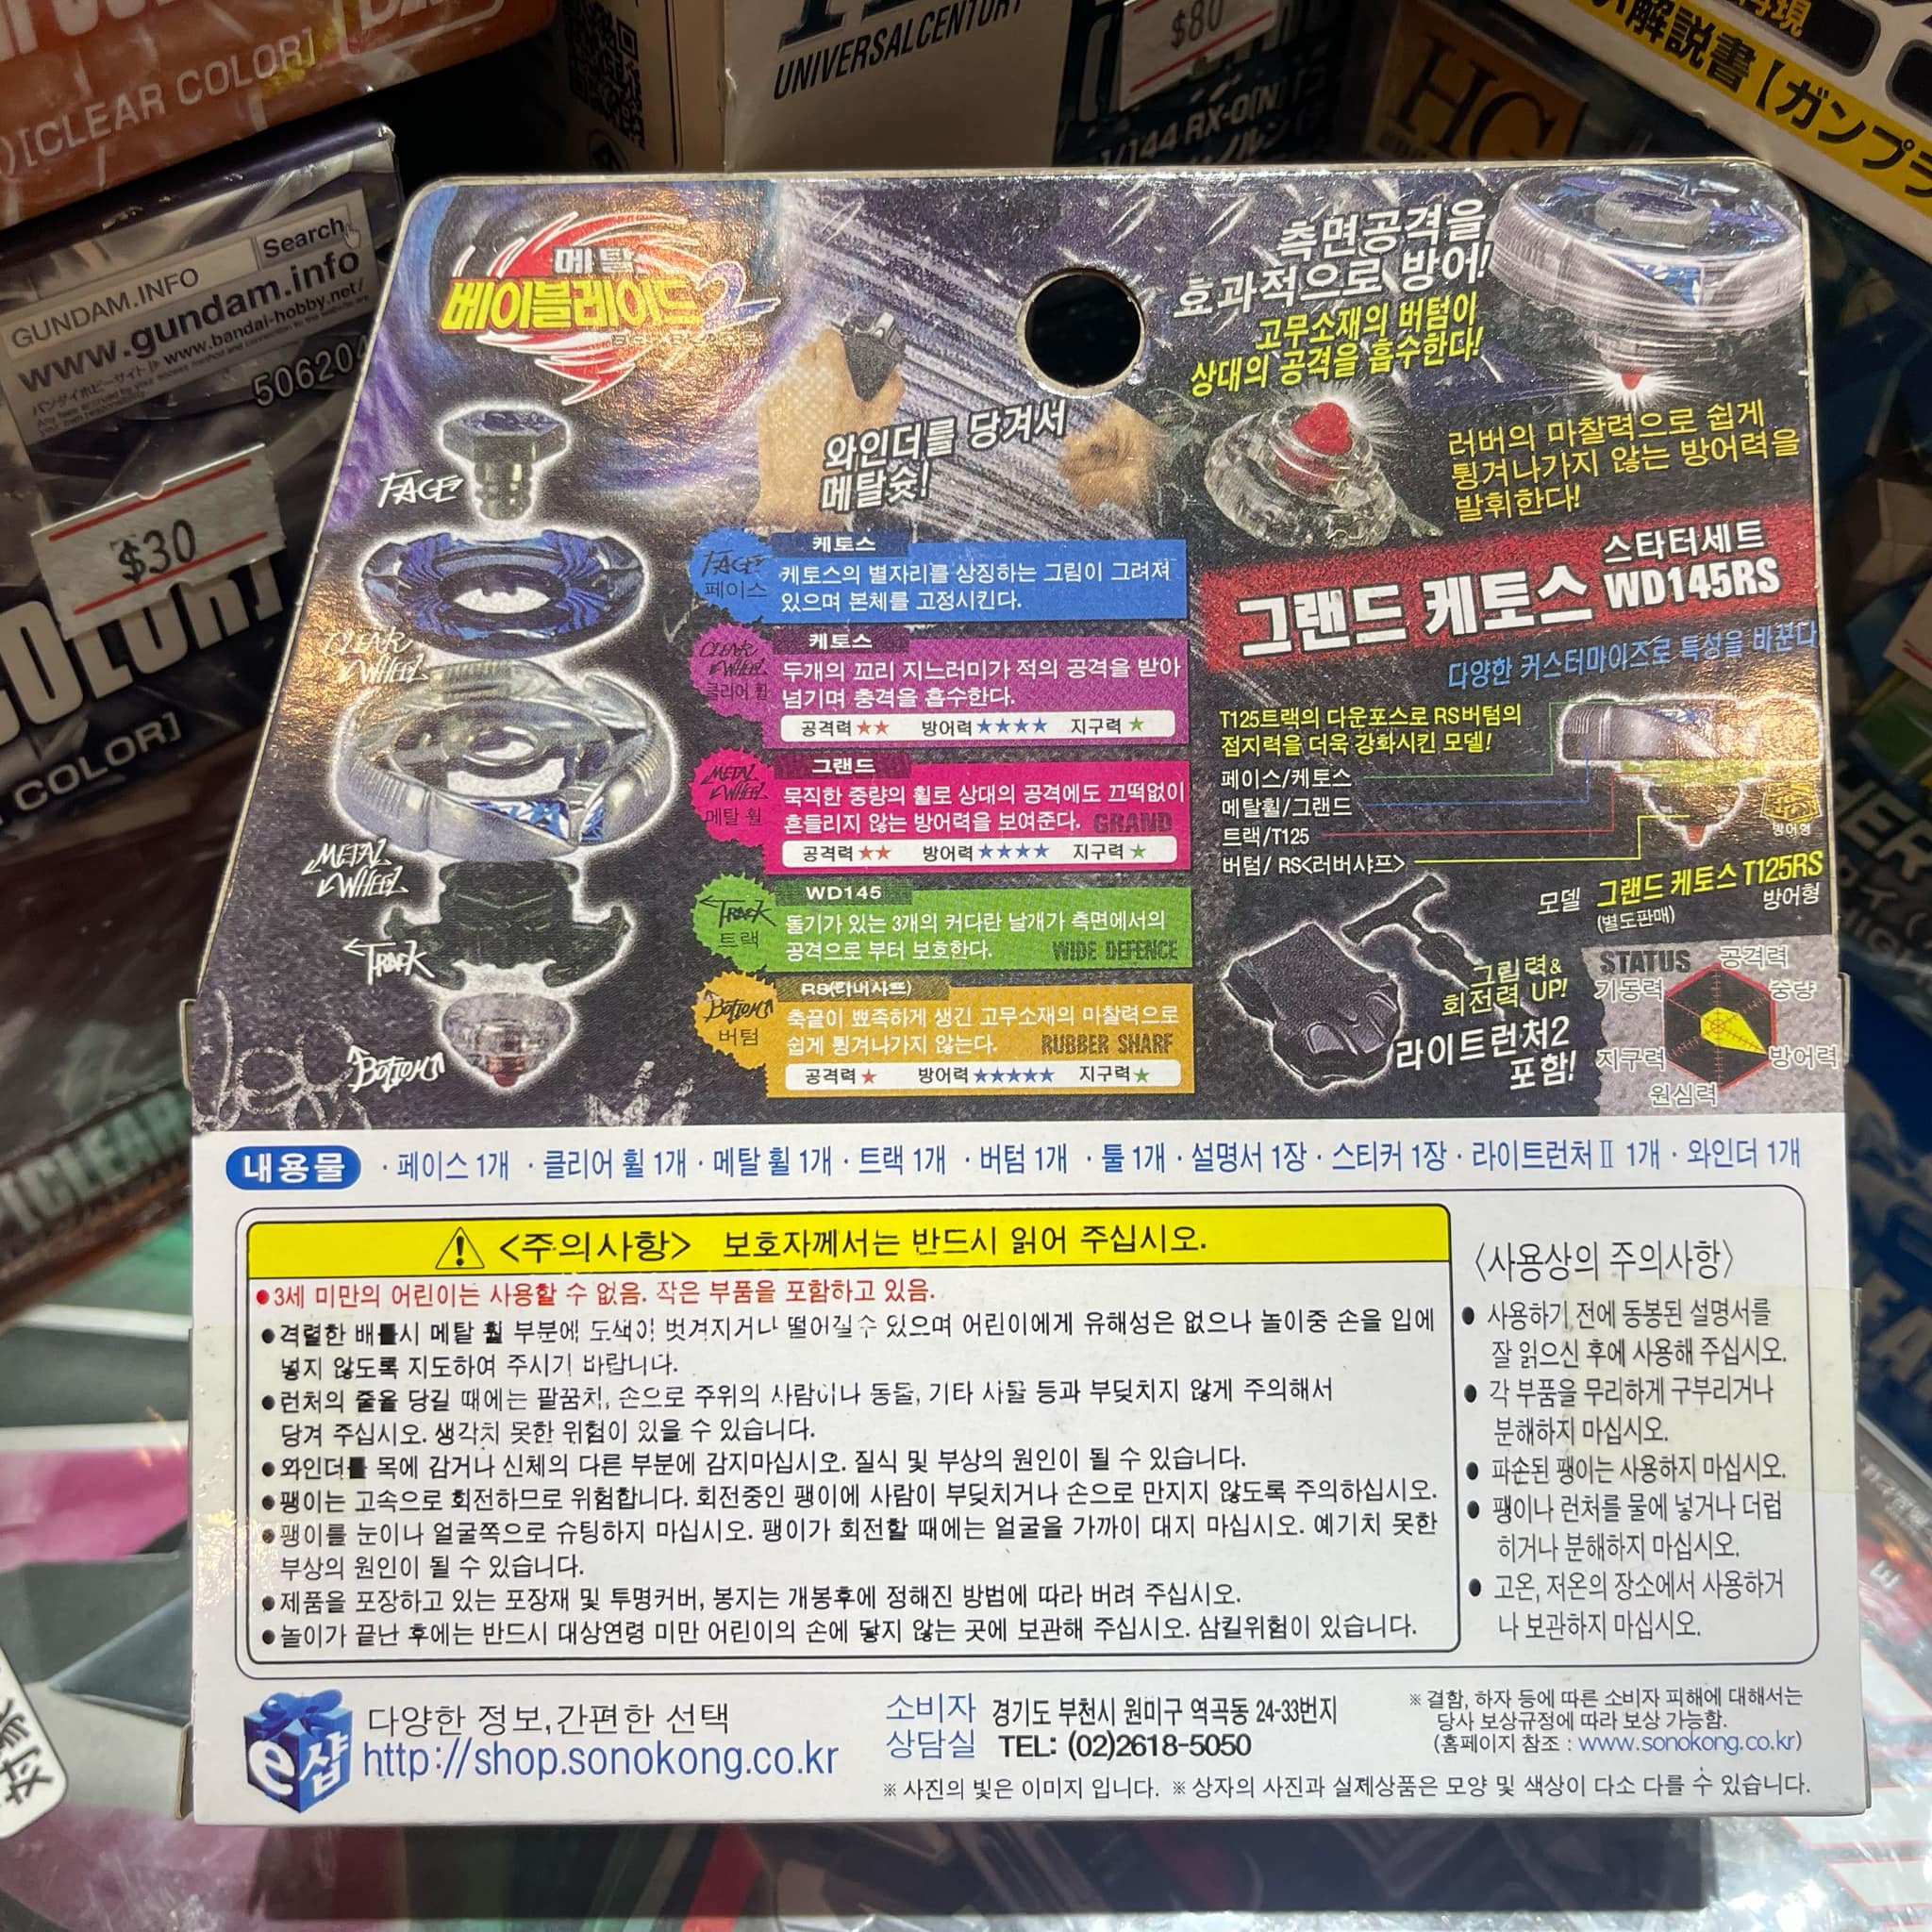 [CLEAR COLOR]
UNIVERSAL CENTURY
$80
1/144 RX-0[N]
HG
再現
解説書【ガンプラ
GUNDAM.INFO
Search
www.gundam.info
www.bandai-hobby.net/
506204
$30
COLOR]
COLOR]
메탈
베이블레이드2
측면공격을
효과적으로 방어!
고무소재의 버텀이
상대의 공격을 흡수한다!
와인더를 당겨서
메탈슛!
러버의 마찰력으로 쉽게
튕겨나가지 않는 방어력을
발휘한다!
스타터세트
그랜드 케토스 WD145RS
다양한 커스터마이즈로 특성을 바꾼다
FACE
CLEAR
WHEEL
METAL
WHEEL
TRACK
BOTTOM
FACE
페이스
케토스
케토스의 별자리를 상징하는 그림이 그려져
있으며 본체를 고정시킨다.
CLEAR
WHEEL
클리어 휠
케토스
두개의 꼬리 지느러미가 적의 공격을 받아
넘기며 충격을 흡수한다.
공격력★★ 방어력★★★★ 지구력★
METAL
WHEEL
메탈 휠
그랜드
묵직한 중량의 휠로 상대의 공격에도 끄떡없이
흔들리지 않는 방어력을 보여준다. GRAND
공격력★★ 방어력★★★★ 지구력★
TRACK
트랙
WD145
돌기가 있는 3개의 커다란 날개가 측면에서의
공격으로 부터 보호한다. WIDE DEFENCE
BOTTOM
버텀
RS(러버샤프)
축끝이 뾰족하게 생긴 고무소재의 마찰력으로
쉽게 튕겨나가지 않는다. RUBBER SHARF
공격력★ 방어력★★★★★ 지구력★
T125트랙의 다운포스로 RS버텀의
접지력을 더욱 강화시킨 모델!
페이스/케토스
메탈휠/그랜드
트랙/T125
버텀/ RS<러버샤프>
방어형
모델 그랜드 케토스 T125RS
(별도판매) 방어형
그립력&
회전력 UP!
라이트런처2
포함!
STATUS
공격력
기동력
중량
지구력
방어력
원심력
내용물 · 페이스 1개 · 클리어 휠 1개 · 메탈 휠 1개 · 트랙 1개 · 버텀 1개 · 툴 1개 · 설명서 1장 · 스티커 1장 · 라이트런처Ⅱ 1개 · 와인더 1개
<주의사항> 보호자께서는 반드시 읽어 주십시오.
● 3세 미만의 어린이는 사용할 수 없음. 작은 부품을 포함하고 있음.
● 격렬한 배틀시 메탈 휠 부분에 도색이 벗겨지거나 떨어질수 있으며 어린이에게 유해성은 없으나 놀이중 손을 입에
넣지 않도록 지도하여 주시기 바랍니다.
● 런처의 줄을 당길 때에는 팔꿈치, 손으로 주위의 사람이나 동물, 기타 사물 등과 부딪치지 않게 주의해서
당겨 주십시오. 생각치 못한 위험이 있을 수 있습니다.
● 와인더를 목에 감거나 신체의 다른 부분에 감지마십시오. 질식 및 부상의 원인이 될 수 있습니다.
● 팽이는 고속으로 회전하므로 위험합니다. 회전중인 팽이에 사람이 부딪치거나 손으로 만지지 않도록 주의하십시오.
● 팽이를 눈이나 얼굴쪽으로 슈팅하지 마십시오. 팽이가 회전할 때에는 얼굴을 가까이 대지 마십시오. 예기치 못한
부상의 원인이 될 수 있습니다.
● 제품을 포장하고 있는 포장재 및 투명커버, 봉지는 개봉후에 정해진 방법에 따라 버려 주십시오.
● 놀이가 끝난 후에는 반드시 대상연령 미만 어린이의 손에 닿지 않는 곳에 보관해 주십시오. 삼킬위험이 있습니다.
〈사용상의 주의사항〉
● 사용하기 전에 동봉된 설명서를
잘 읽으신 후에 사용해 주십시오.
● 각 부품을 무리하게 구부리거나
분해하지 마십시오.
● 파손된 팽이는 사용하지 마십시오.
● 팽이나 런처를 물에 넣거나 더럽
히거나 분해하지 마십시오.
● 고온, 저온의 장소에서 사용하거
나 보관하지 마십시오.
e샵
다양한 정보,간편한 선택
http://shop.sonokong.co.kr
소비자
상담실
경기도 부천시 원미구 역곡동 24-33번지
TEL: (02)2618-5050
※ 결함, 하자 등에 따른 소비자 피해에 대해서는
당사 보상규정에 따라 보상 가능함.
(홈페이지 참조 : www.sonokong.co.kr)
※ 사진의 빛은 이미지 입니다. ※ 상자의 사진과 실제상품은 모양 및 색상이 다소 다를 수 있습니다.